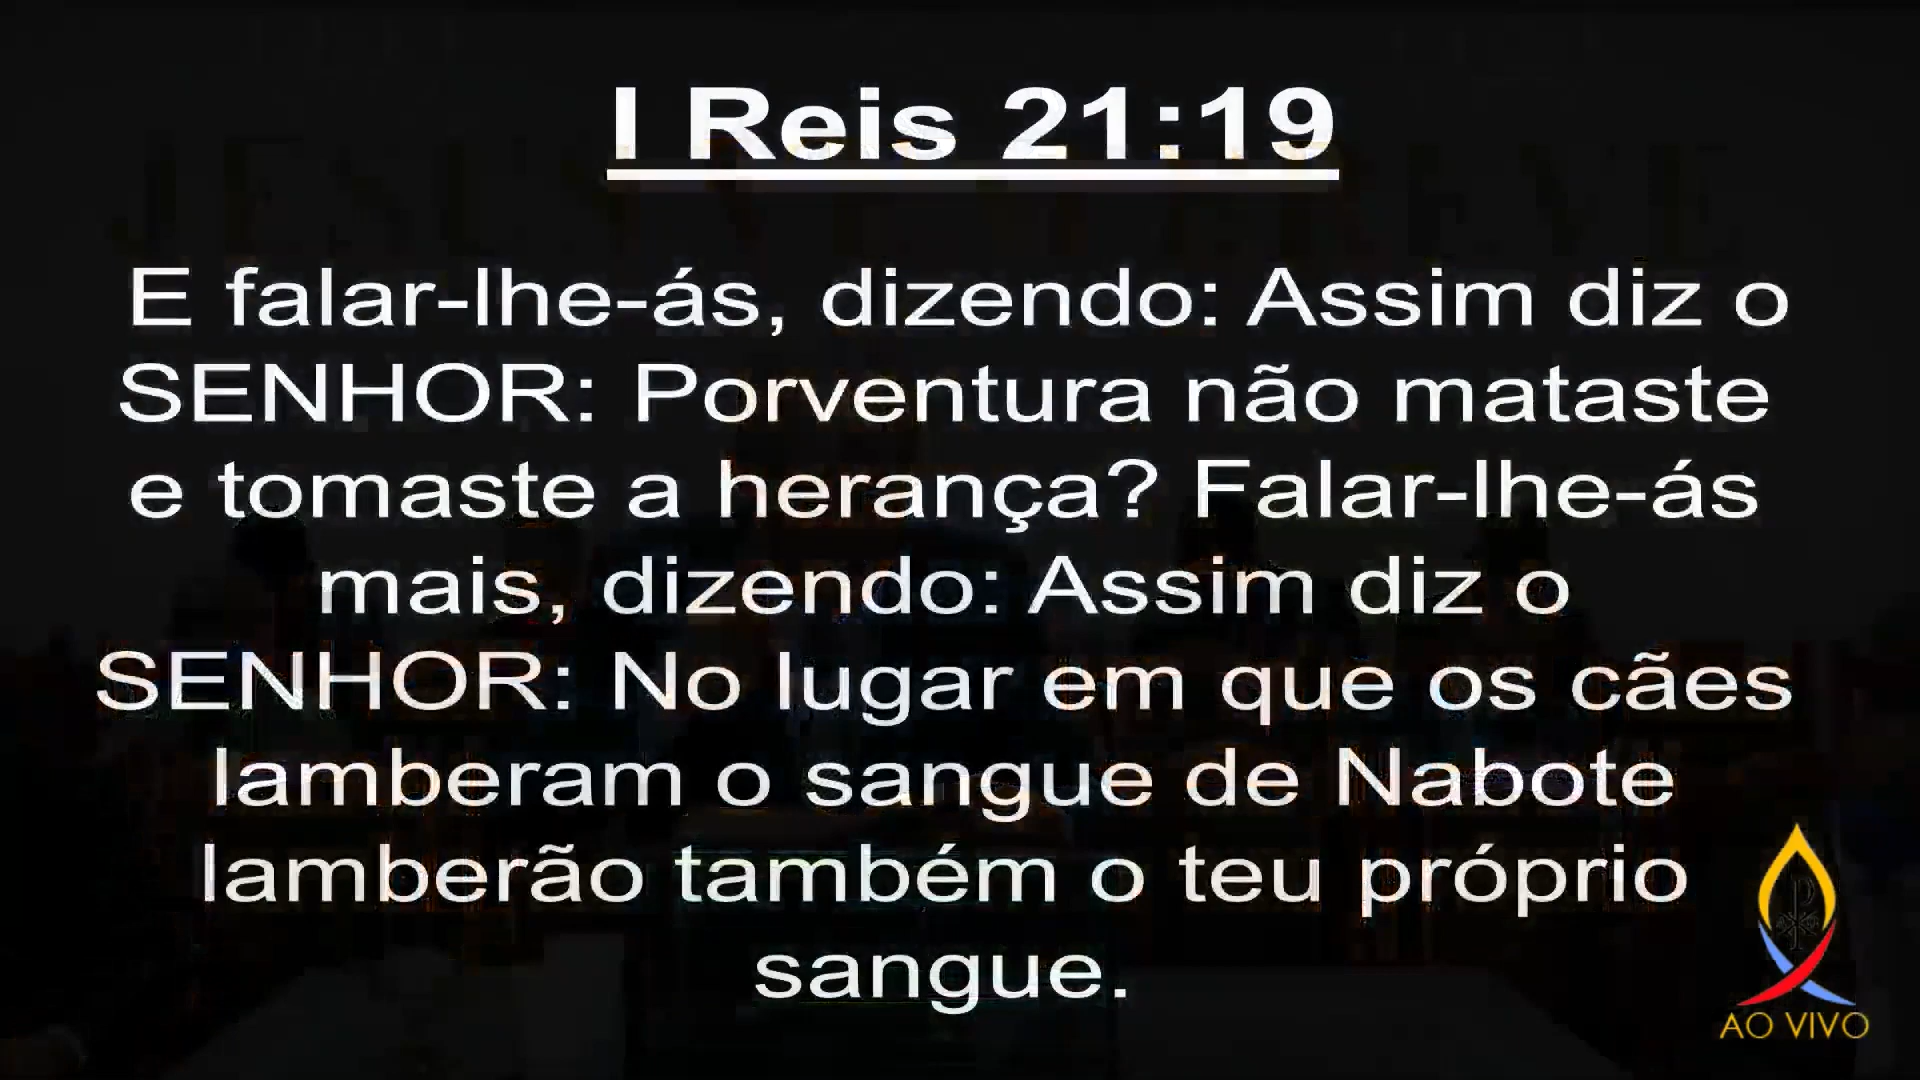 I Reis 21:19
E falar-lhe-ás, dizendo: Assim diz o
SENHOR: Porventura não mataste
e tomaste a herança? Falar-lhe-ás
mais, dizendo: Assim diz o
SENHOR: No lugar em que os cães
lamberam o sangue de Nabote
lamberão também o teu próprio
sangue.
AO VIVO